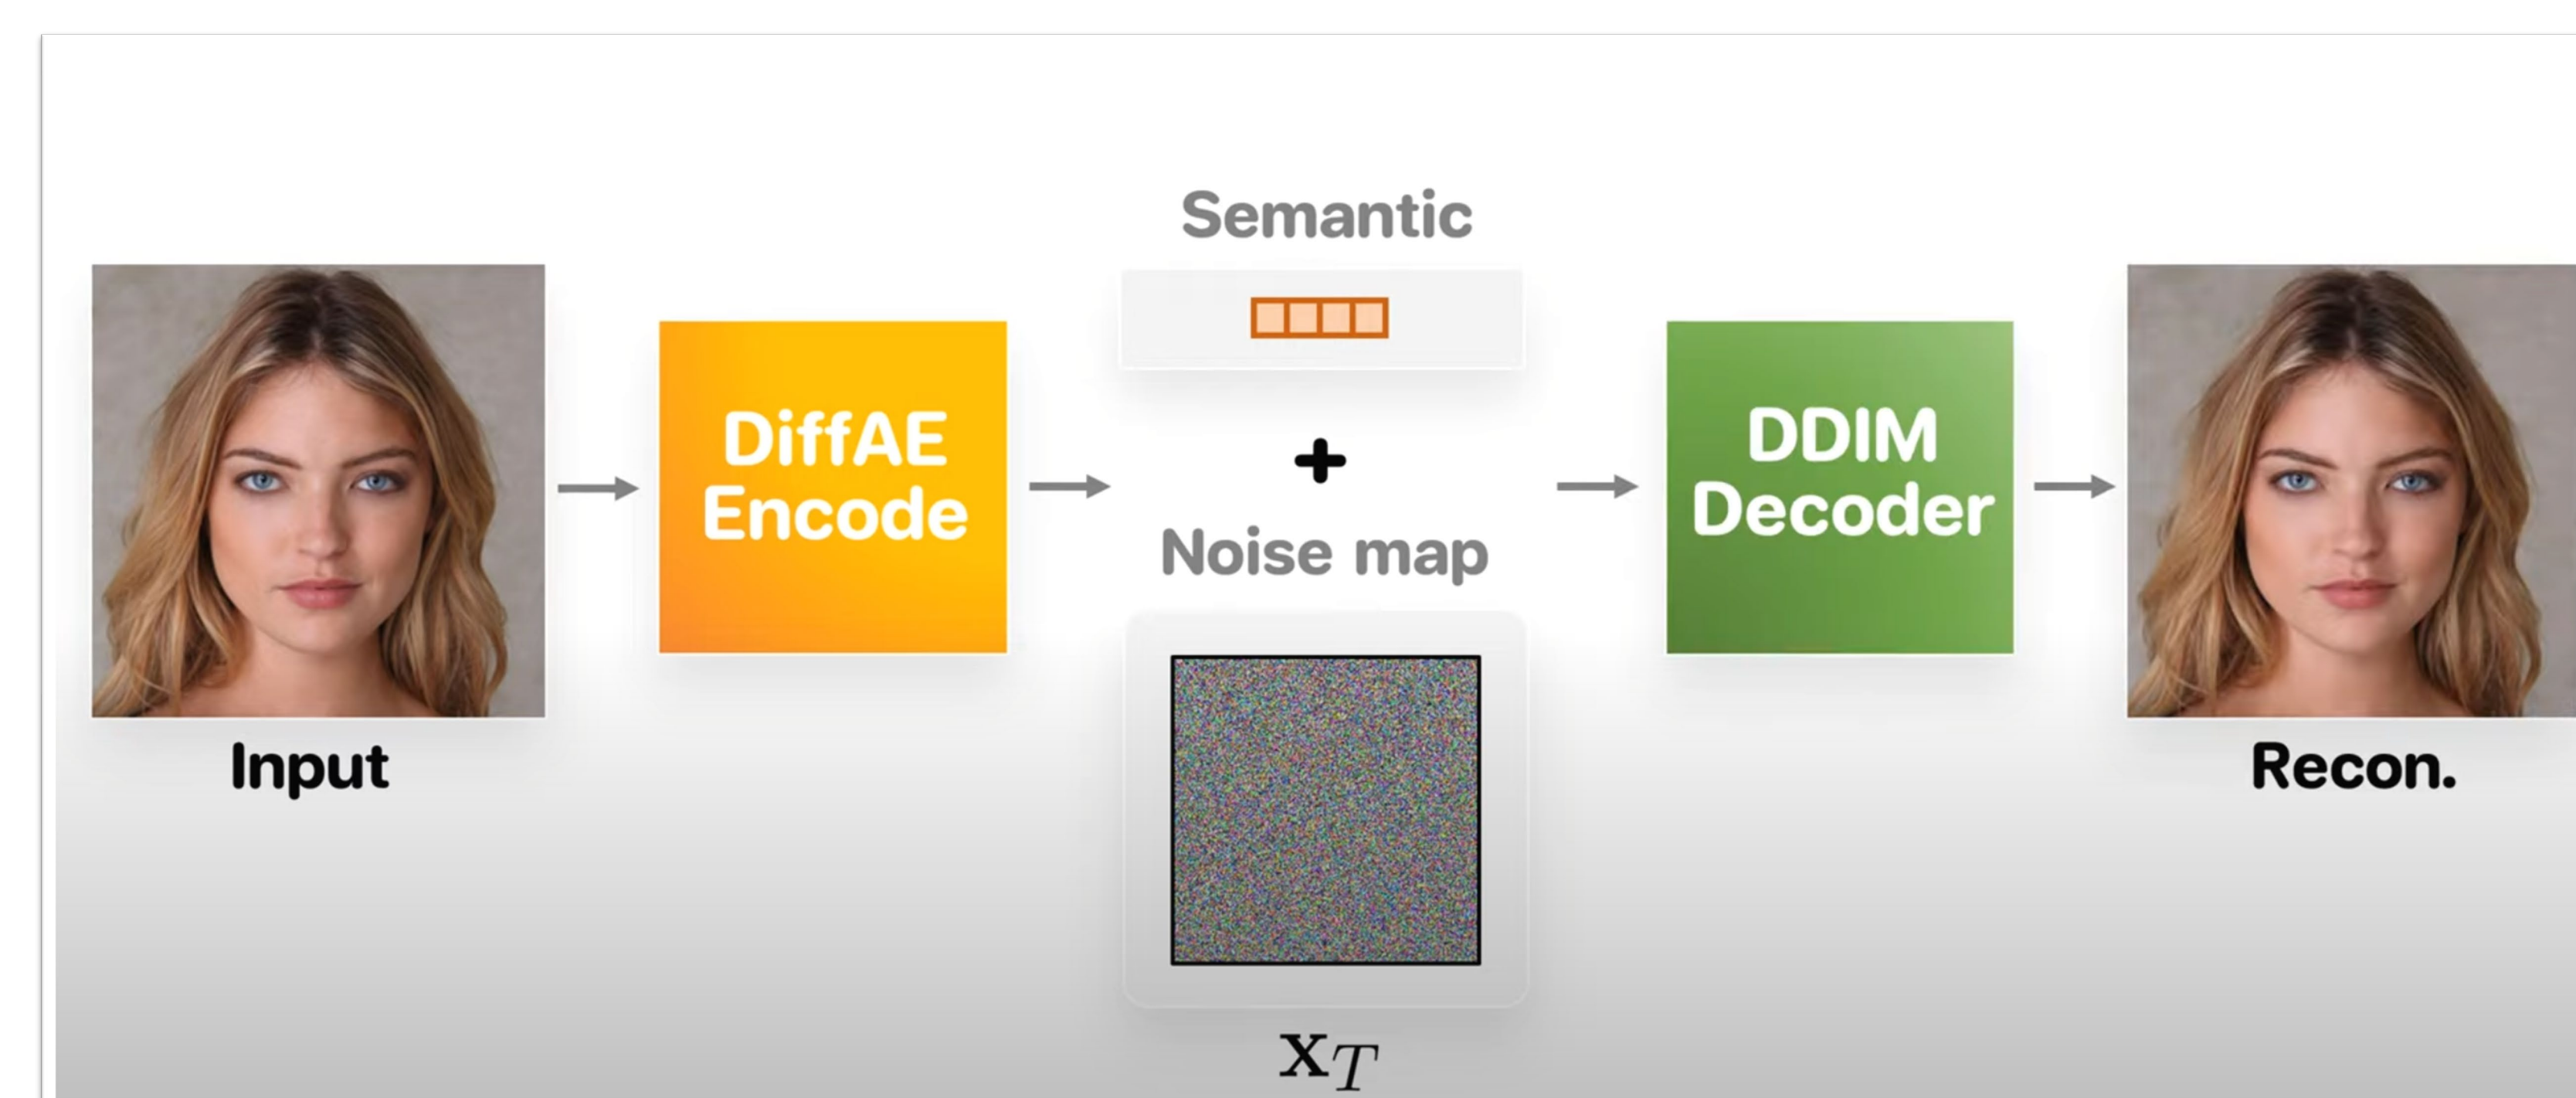 Semantic
DiffAE
Encode
DDIM
Decoder
Noise map
Input
Recon.
x_T